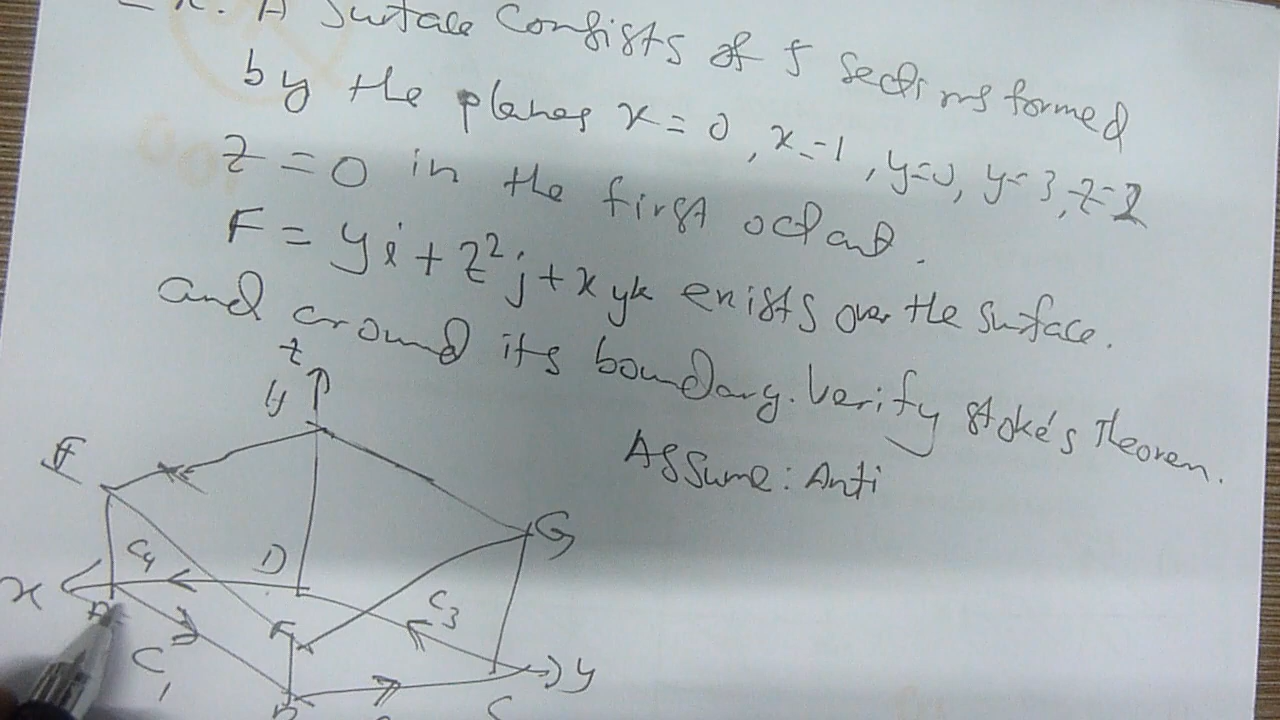 Ex. A Surface Consists of 5 Sections formed
by the planes x = 0, x = 1, y = 0, y = 3, z = 2
z = 0 in the first octant.
F = yi + z²j + xyk exists over the surface.
and around its boundary. Verify stoke's Theorem.
Assume: Anti
z
H
E
G
C4
D
x
A
F
C3
C1
B
C
y